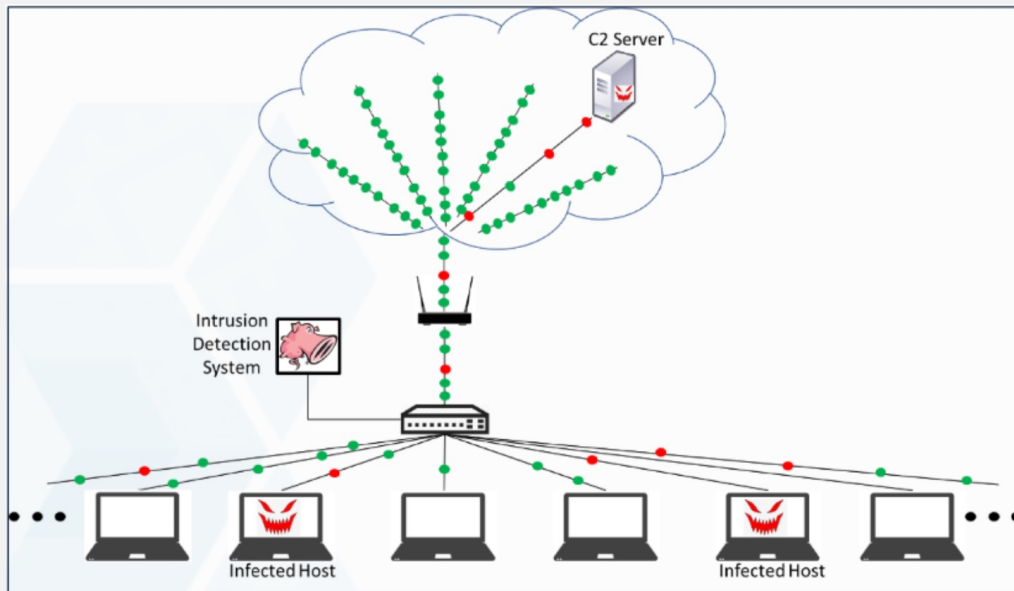 C2 Server
Intrusion
Detection
System
Infected Host
Infected Host